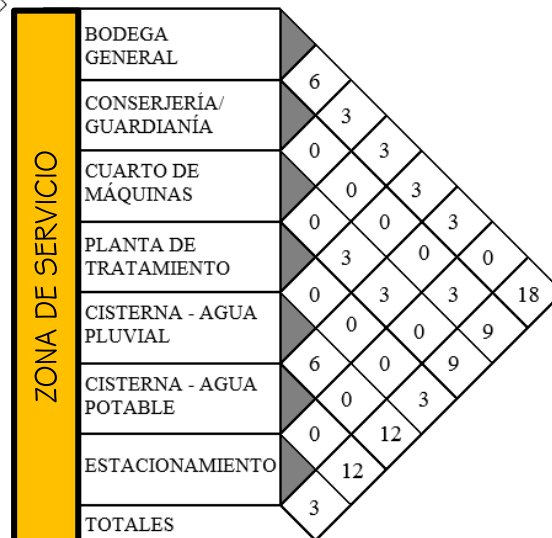 ZONA DE SERVICIO
BODEGA
GENERAL
CONSERJERÍA/
GUARDIANÍA
CUARTO DE
MÁQUINAS
PLANTA DE
TRATAMIENTO
CISTERNA - AGUA
PLUVIAL
CISTERNA - AGUA
POTABLE
ESTACIONAMIENTO
TOTALES
6
3
0
3
0
3
0
0
3
3
0
0
0
3
3
18
0
9
6
0
9
0
3
0
12
12
3